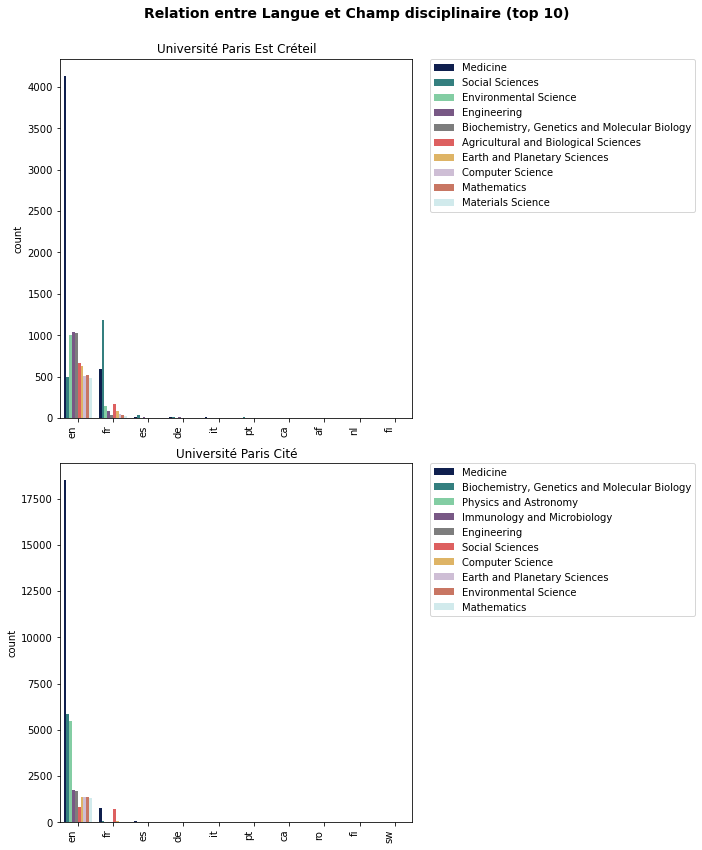 Relation entre Langue et Champ disciplinaire (top 10)
Université Paris Est Créteil
Medicine
Social Sciences
Environmental Science
Engineering
Biochemistry, Genetics and Molecular Biology
Agricultural and Biological Sciences
Earth and Planetary Sciences
Computer Science
Mathematics
Materials Science
4000
3500
3000
2500
2000
1500
1000
500
0
count
en
fr
es
de
it
pt
ca
af
nl
fi
Université Paris Cité
Medicine
Biochemistry, Genetics and Molecular Biology
Physics and Astronomy
Immunology and Microbiology
Engineering
Social Sciences
Computer Science
Earth and Planetary Sciences
Environmental Science
Mathematics
17500
15000
12500
10000
7500
5000
2500
0
count
en
fr
es
de
it
pt
ca
ro
fi
sw